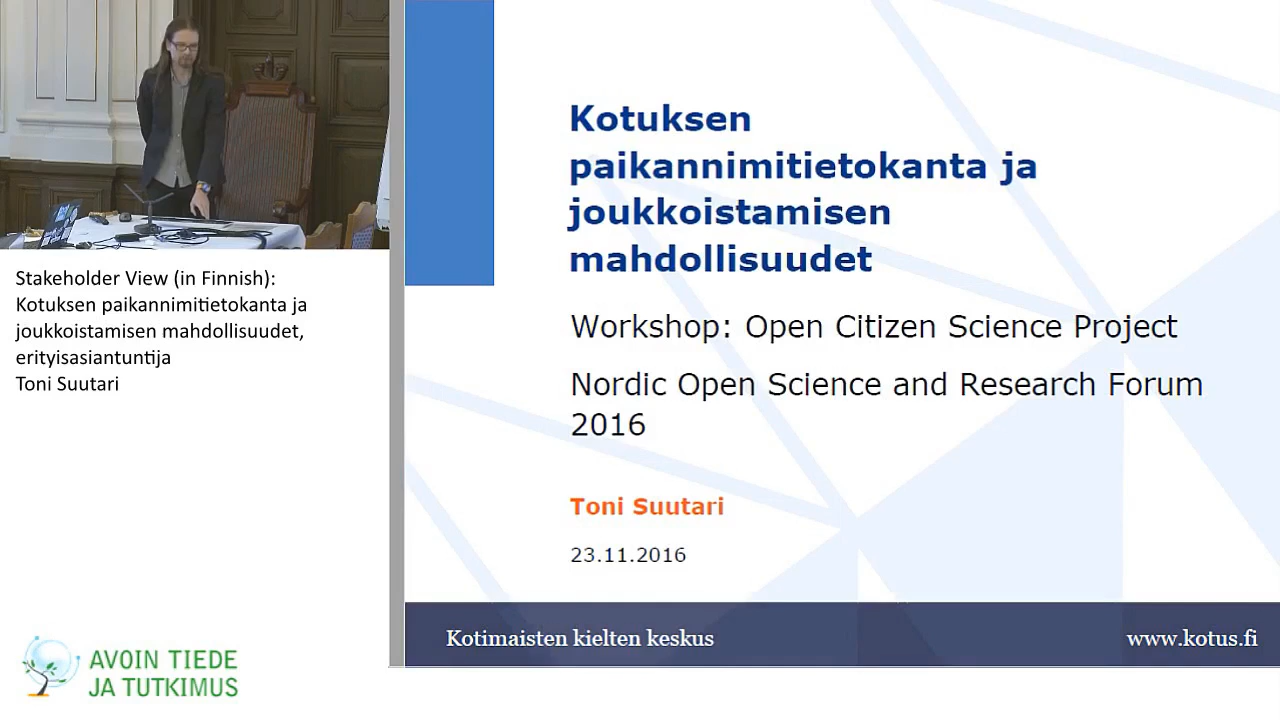 Stakeholder View (in Finnish):
Kotuksen paikannimitietokanta ja
joukkoistamisen mahdollisuudet,
erityisasiantuntija
Toni Suutari
AVOIN TIEDE
JA TUTKIMUS
Kotuksen
paikannimitietokanta ja
joukkoistamisen
mahdollisuudet
Workshop: Open Citizen Science Project
Nordic Open Science and Research Forum
2016
Toni Suutari
23.11.2016
Kotimaisten kielten keskus
www.kotus.fi